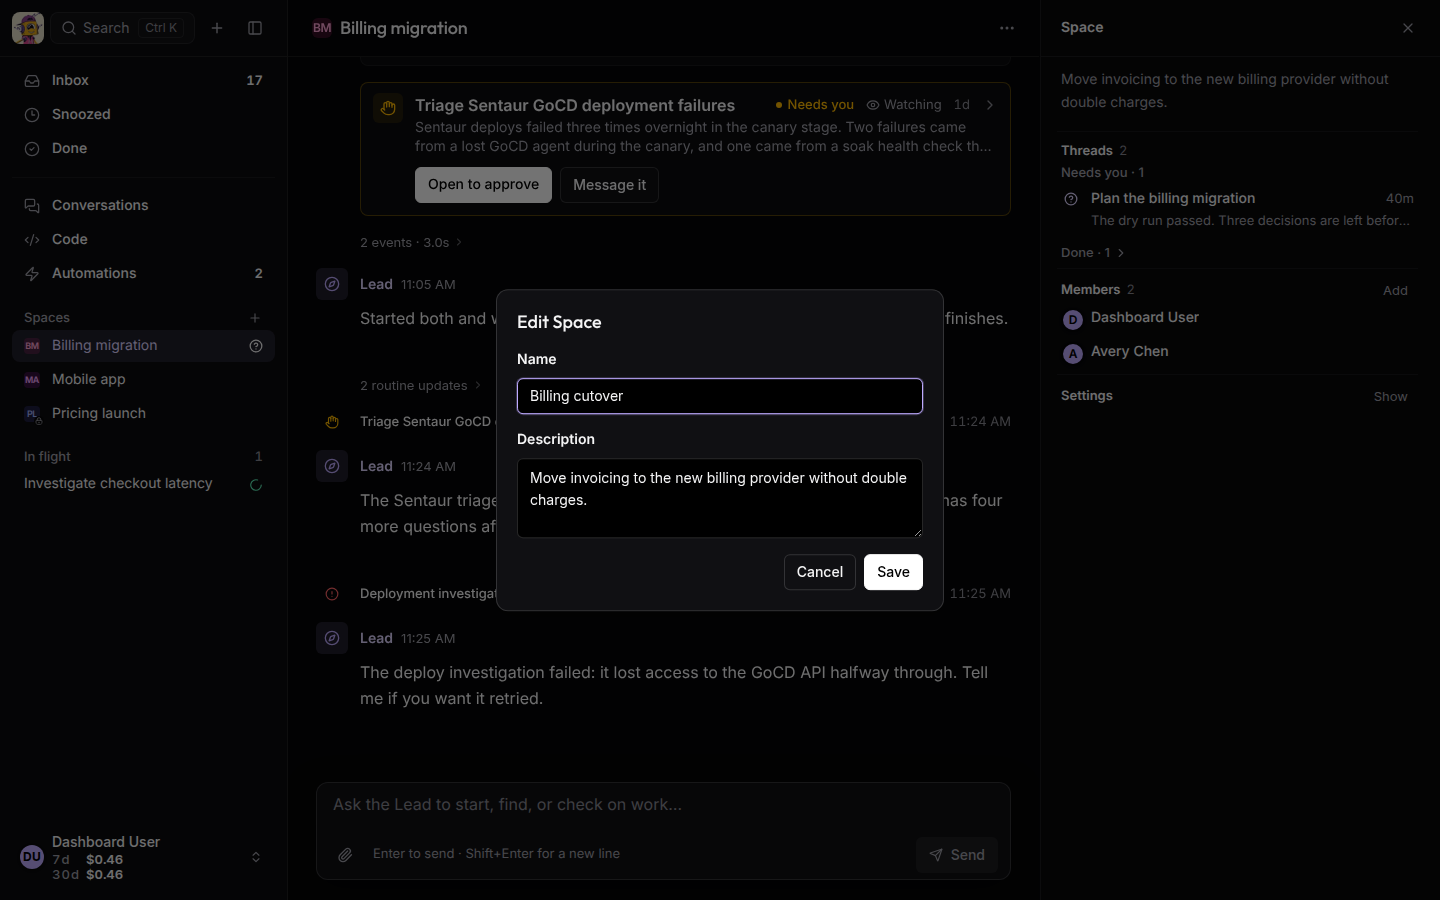 Search Ctrl K
Inbox 17
Snoozed
Done
Conversations
Code
Automations 2
Spaces
BM Billing migration
MA Mobile app
PL Pricing launch
In flight 1
Investigate checkout latency
DU Dashboard User
7d $0.46
30d $0.46
BM Billing migration
Triage Sentaur GoCD deployment failures Needs you Watching 1d
Sentaur deploys failed three times overnight in the canary stage. Two failures came
from a lost GoCD agent during the canary, and one came from a soak health check th...
Open to approve Message it
2 events · 3.0s
Lead 11:05 AM
Started both and finishes.
2 routine updates
Triage Sentaur GoCD 11:24 AM
Lead 11:24 AM
The Sentaur triage has four
more questions
Deployment 11:25 AM
Lead 11:25 AM
The deploy investigation failed: it lost access to the GoCD API halfway through. Tell
me if you want it retried.
Ask the Lead to start, find, or check on work...
Enter to send · Shift+Enter for a new line Send
Edit Space
Name
Billing cutover
Description
Move invoicing to the new billing provider without double
charges.
Cancel Save
Space
Move invoicing to the new billing provider without
double charges.
Threads 2
Needs you · 1
Plan the billing migration 40m
The dry run passed. Three decisions are left befor...
Done · 1
Members 2 Add
D Dashboard User
A Avery Chen
Settings Show